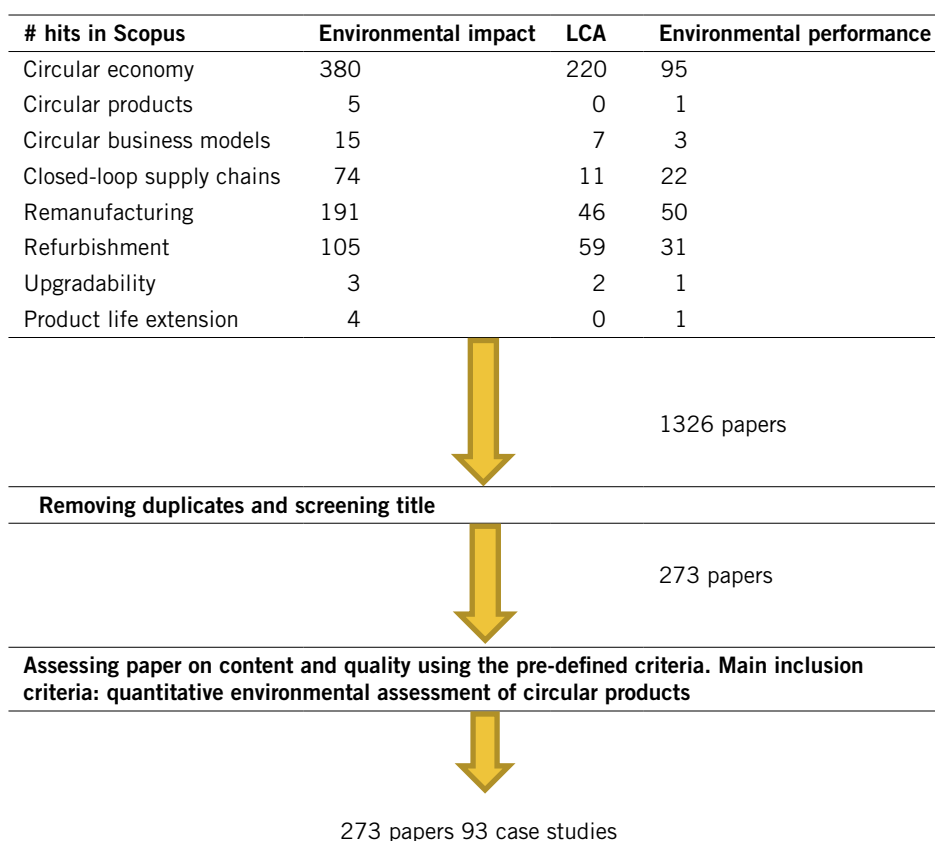 # hits in Scopus Environmental impact LCA Environmental performance
Circular economy 380 220 95
Circular products 5 0 1
Circular business models 15 7 3
Closed-loop supply chains 74 11 22
Remanufacturing 191 46 50
Refurbishment 105 59 31
Upgradability 3 2 1
Product life extension 4 0 1
1326 papers
Removing duplicates and screening title
273 papers
Assessing paper on content and quality using the pre-defined criteria. Main inclusion
criteria: quantitative environmental assessment of circular products
273 papers 93 case studies